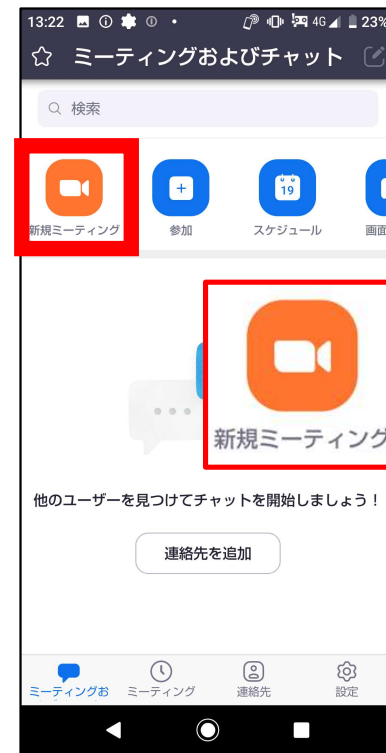 13:22 4G 23%
ミーティングおよびチャット
検索
19
新規ミーティング 参加 スケジュール 画面
新規ミーティング
他のユーザーを見つけてチャットを開始しましょう！
連絡先を追加
ミーティングお ミーティング 連絡先 設定